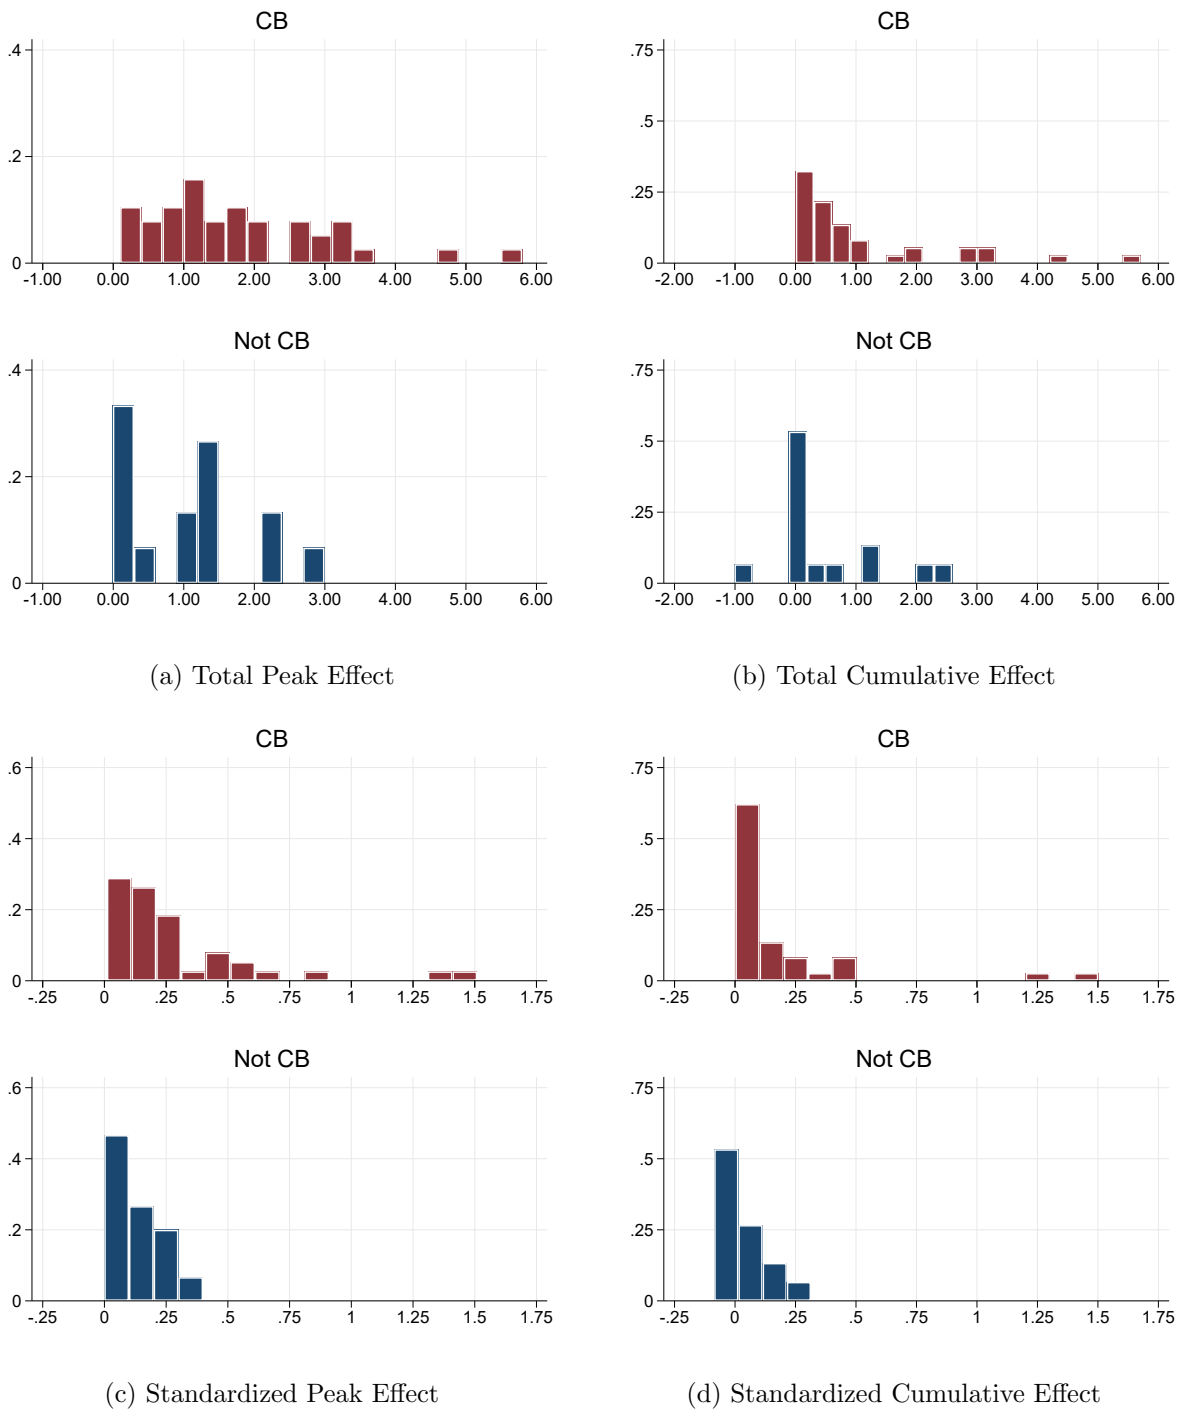 CB
.4
.2
0
-1.00 0.00 1.00 2.00 3.00 4.00 5.00 6.00
Not CB
.4
.2
0
-1.00 0.00 1.00 2.00 3.00 4.00 5.00 6.00
(a) Total Peak Effect
CB
.75
.5
.25
0
-2.00 -1.00 0.00 1.00 2.00 3.00 4.00 5.00 6.00
Not CB
.75
.5
.25
0
-2.00 -1.00 0.00 1.00 2.00 3.00 4.00 5.00 6.00
(b) Total Cumulative Effect
CB
.6
.4
.2
0
-.25 0 .25 .5 .75 1 1.25 1.5 1.75
Not CB
.6
.4
.2
0
-.25 0 .25 .5 .75 1 1.25 1.5 1.75
(c) Standardized Peak Effect
CB
.75
.5
.25
0
-.25 0 .25 .5 .75 1 1.25 1.5 1.75
Not CB
.75
.5
.25
0
-.25 0 .25 .5 .75 1 1.25 1.5 1.75
(d) Standardized Cumulative Effect